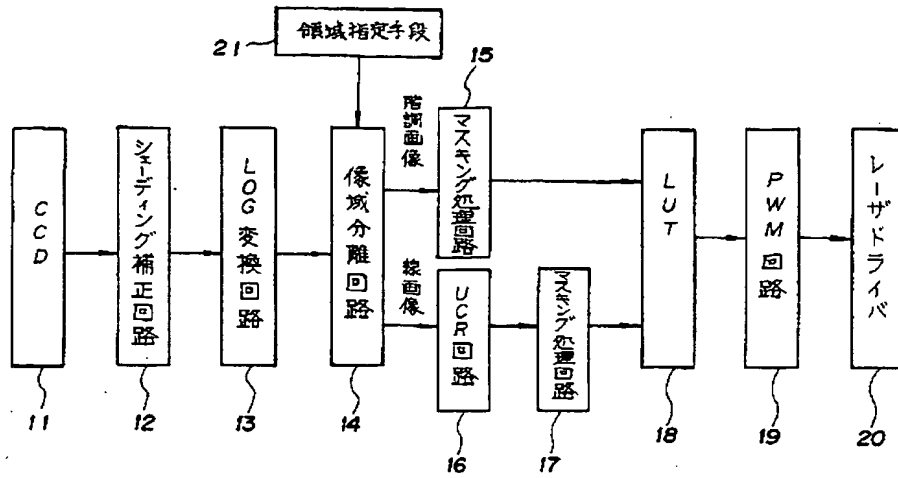 領域指定手段
21
CCD
11
シェーディング補正回路
12
LOG変換回路
13
像域分離回路
14
階調画像
線画像
マスキング処理回路
15
UCR回路
16
マスキング処理回路
17
LUT
18
PWM回路
19
レーザドライバ
20